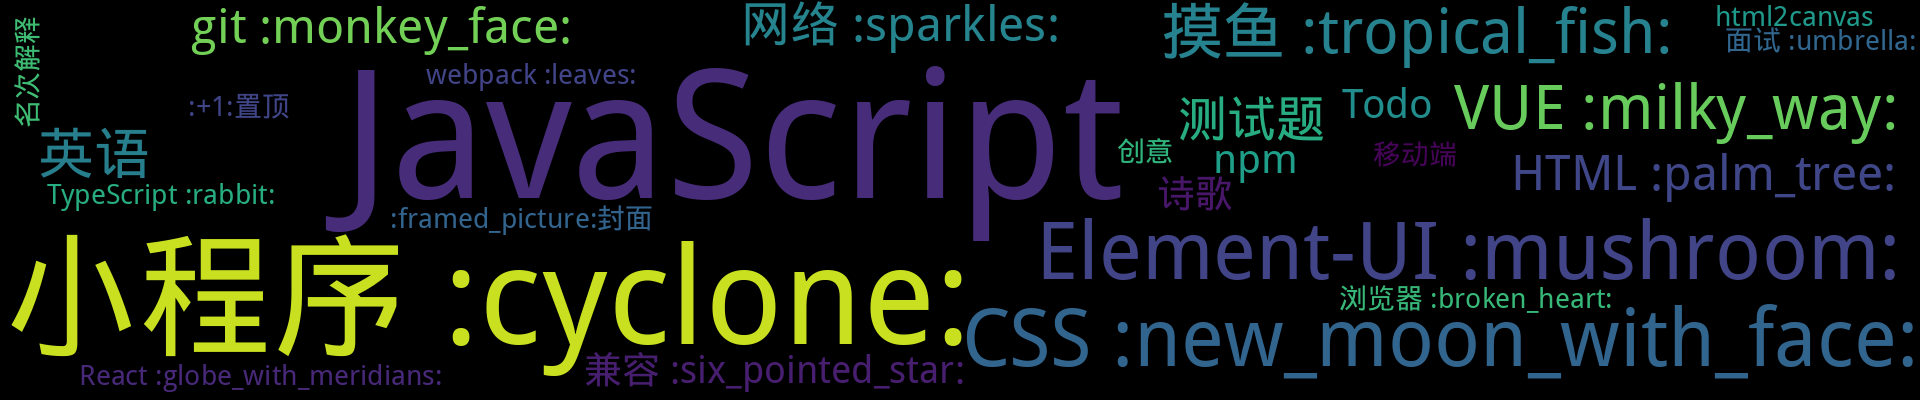 git :monkey_face:
网络 :sparkles:
摸鱼 :tropical_fish:
html2canvas
面试 :umbrella:
名次解释
webpack :leaves:
:+1:置顶
JavaScript
测试题
Todo
VUE :milky_way:
英语
创意
npm
移动端
HTML :palm_tree:
TypeScript :rabbit:
诗歌
:framed_picture:封面
Element-UI :mushroom:
小程序 :cyclone:
浏览器 :broken_heart:
CSS :new_moon_with_face:
React :globe_with_meridians:
兼容 :six_pointed_star: